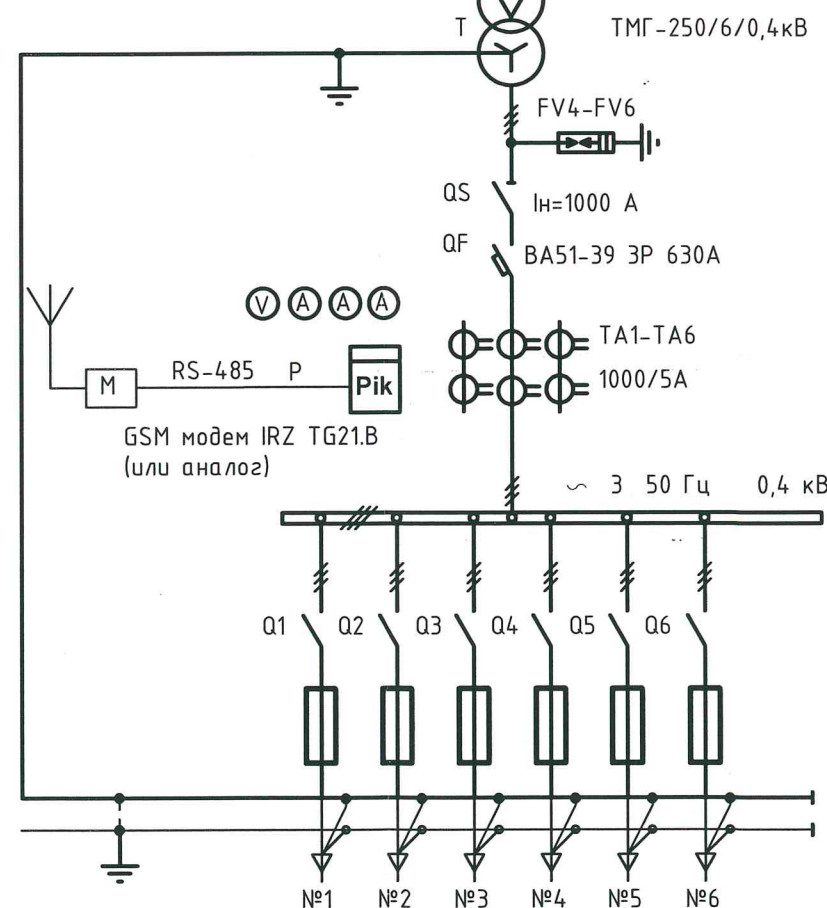 T
ТМГ-250/6/0,4кВ
FV4-FV6
QS
Iн=1000 А
QF
ВА51-39 3Р 630А
V A A A
TA1-TA6
1000/5А
M
RS-485 P
Pik
GSM модем IRZ TG21.B
(или аналог)
~ 3 50 Гц 0,4 кВ
Q1 Q2 Q3 Q4 Q5 Q6
№1 №2 №3 №4 №5 №6